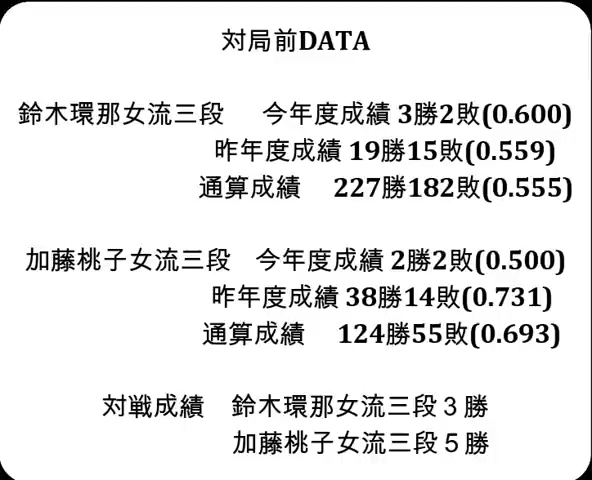 対局前DATA
鈴木環那女流三段 今年度成績 3勝2敗(0.600)
昨年度成績 19勝15敗(0.559)
通算成績 227勝182敗(0.555)
加藤桃子女流三段 今年度成績 2勝2敗(0.500)
昨年度成績 38勝14敗(0.731)
通算成績 124勝55敗(0.693)
対戦成績 鈴木環那女流三段３勝
加藤桃子女流三段５勝